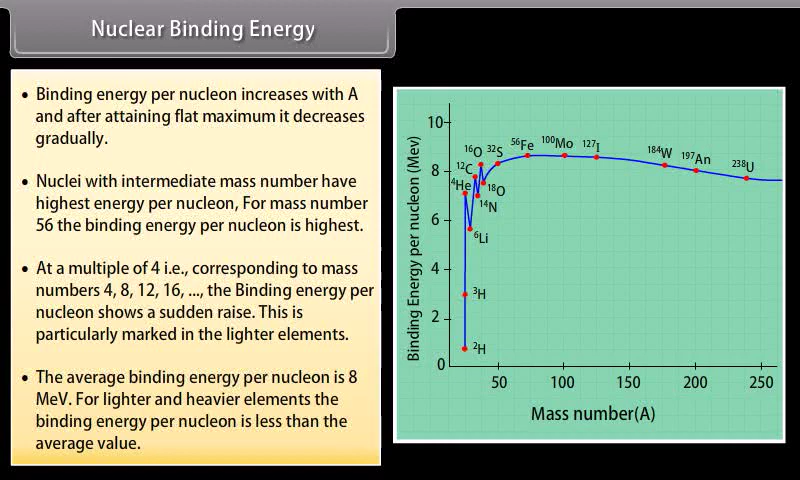 Nuclear Binding Energy
• Binding energy per nucleon increases with A
and after attaining flat maximum it decreases
gradually.
• Nuclei with intermediate mass number have
highest energy per nucleon, For mass number
56 the binding energy per nucleon is highest.
• At a multiple of 4 i.e., corresponding to mass
numbers 4, 8, 12, 16, ..., the Binding energy per
nucleon shows a sudden raise. This is
particularly marked in the lighter elements.
• The average binding energy per nucleon is 8
MeV. For lighter and heavier elements the
binding energy per nucleon is less than the
average value.
Binding Energy per nucleon (Mev)
10
8
6
4
2
0
⁴He
¹²C
¹⁶O
³²S
⁵⁶Fe
¹⁰⁰Mo
¹²⁷I
¹⁸⁴W
¹⁹⁷An
²³⁸U
¹⁸O
¹⁴N
⁶Li
³H
²H
50 100 150 200 250
Mass number(A)